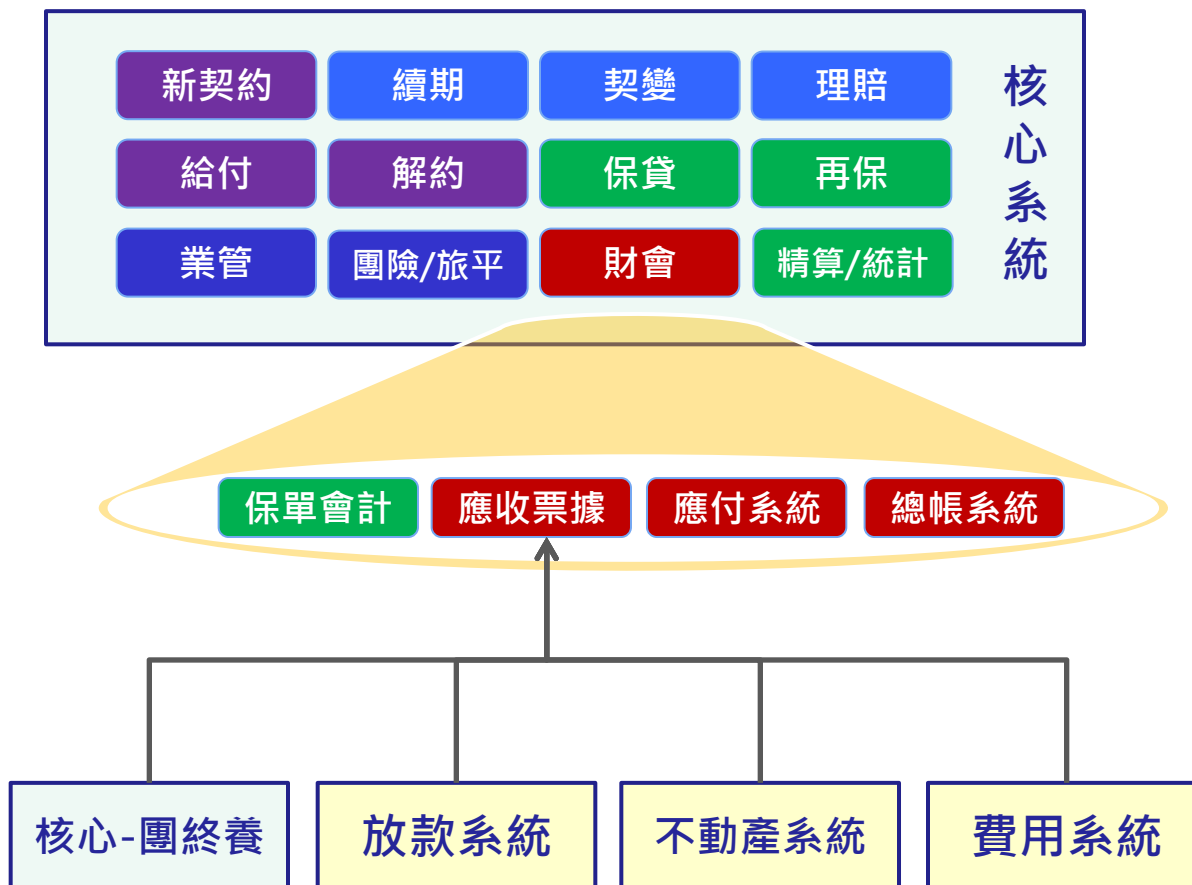 新契約
續期
契變
理賠
給付
解約
保貸
再保
業管
團險/旅平
財會
精算/統計
核心系統
保單會計
應收票據
應付系統
總帳系統
核心-團終養
放款系統
不動產系統
費用系統